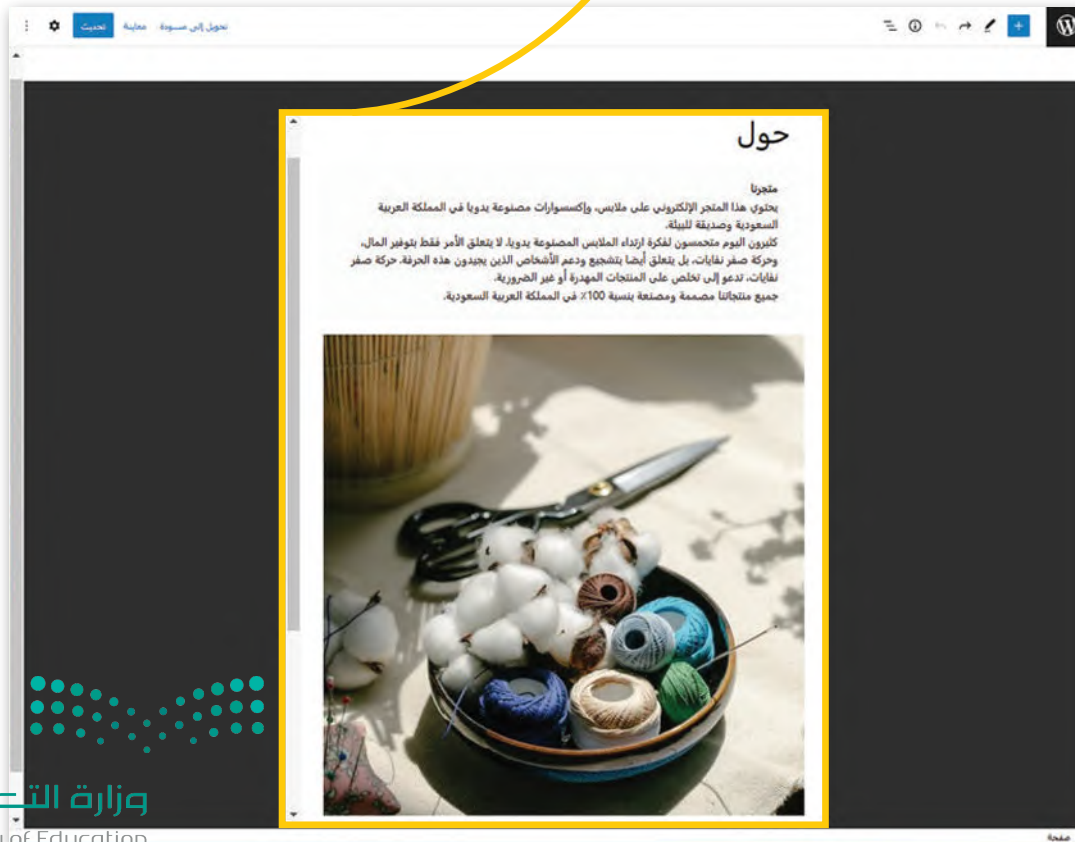 تحويل إلى مسودة معاينة تحديث
حول
متجرنا
يحتوي هذا المتجر الإلكتروني على ملابس، وإكسسوارات مصنوعة يدويا في المملكة العربية
السعودية وصديقة للبيئة.
كثيرون اليوم متحمسون لفكرة ارتداء الملابس المصنوعة يدويا. لا يتعلق الأمر فقط بتوفير المال،
وحركة صفر نفايات، بل يتعلق أيضا بتشجيع ودعم الأشخاص الذين يجيدون هذه الحرفة. حركة صفر
نفايات، تدعو إلى تخلص على المنتجات المهدرة أو غير الضرورية.
جميع منتجاتنا مصممة ومصنعة بنسبة 100٪ في المملكة العربية السعودية.
وزارة التـ
of Education
صفحة